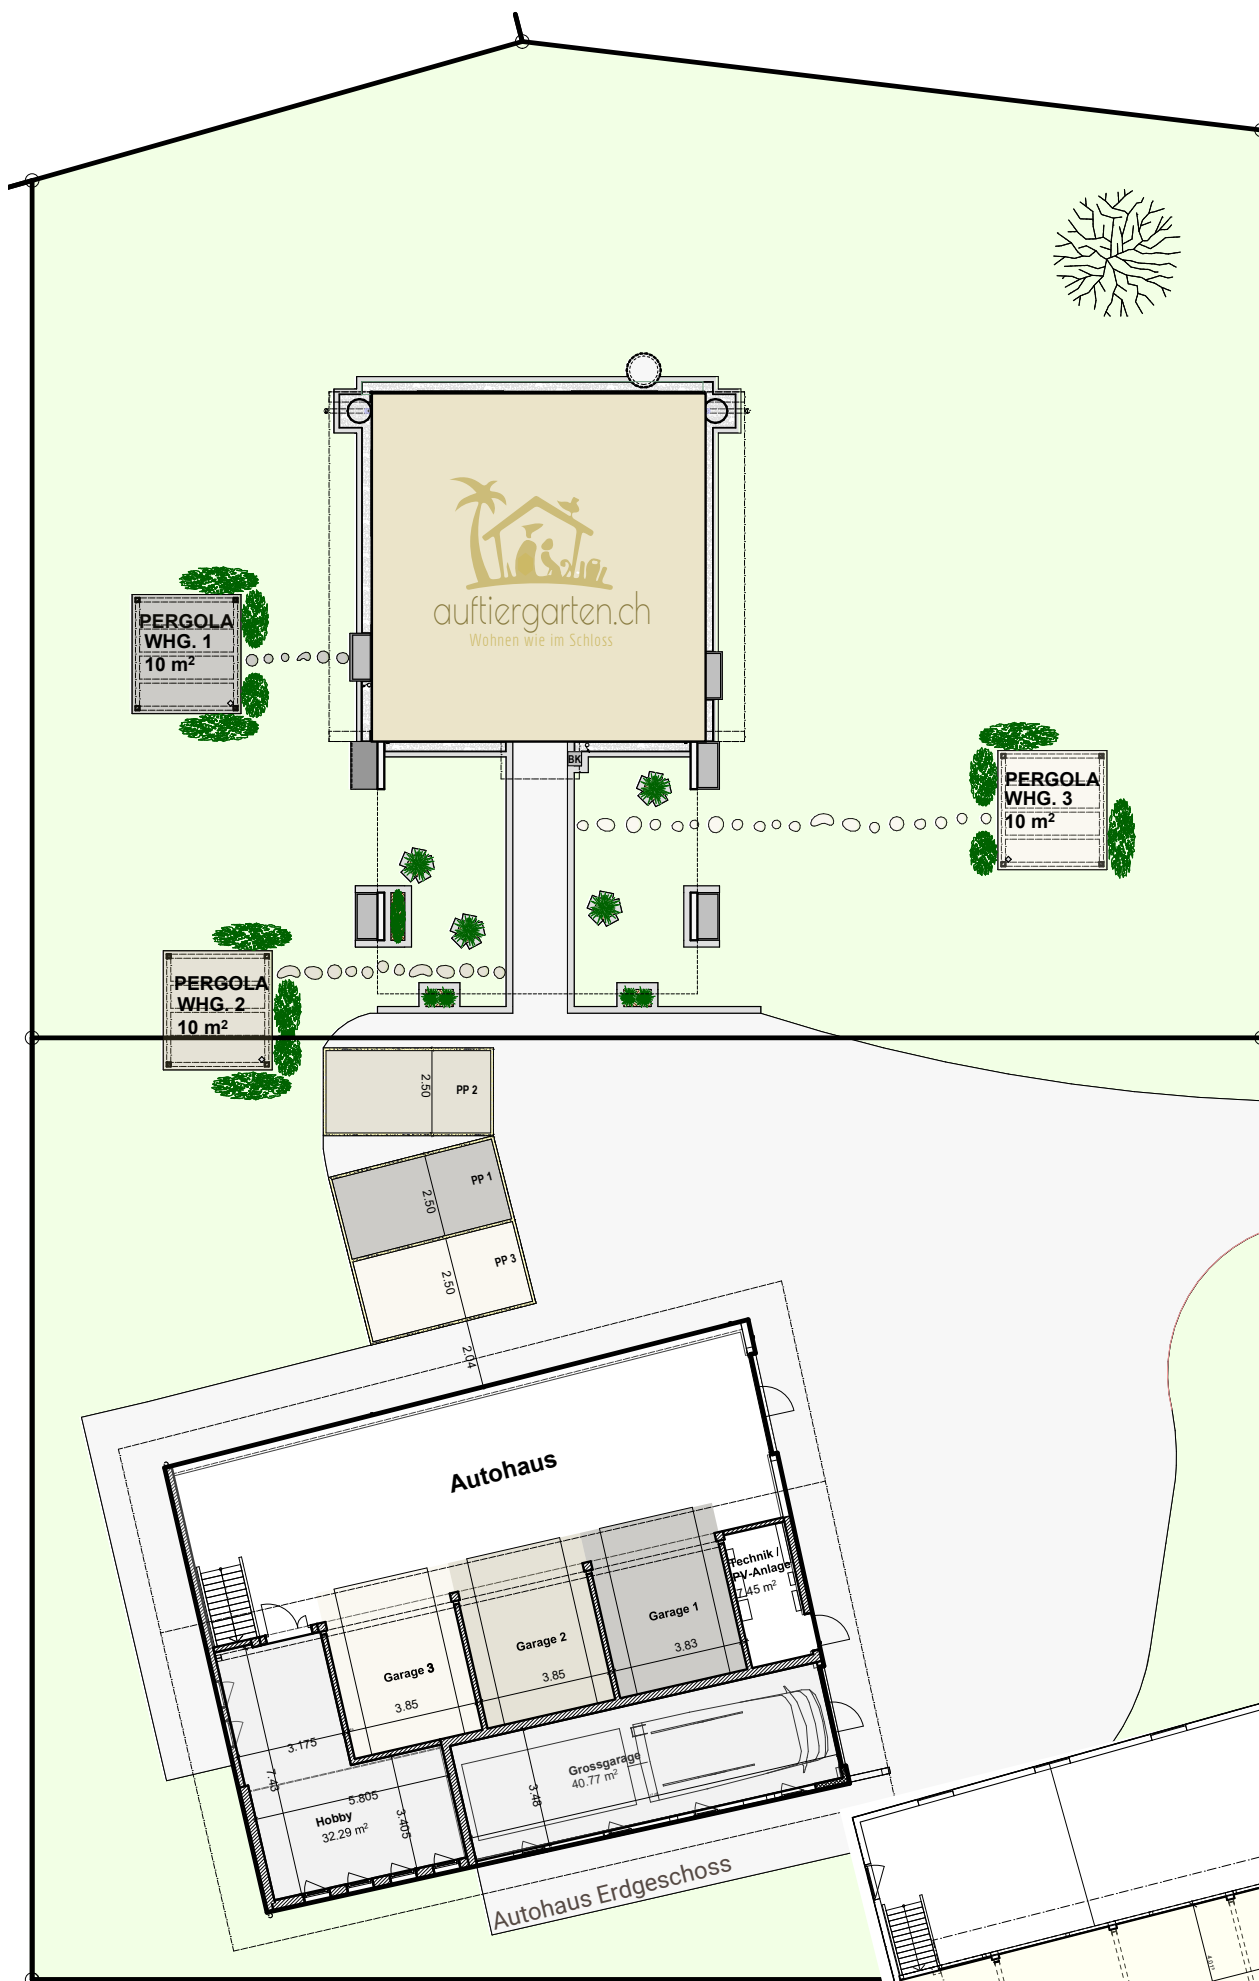 auftiergarten.ch
Wohnen wie im Schloss
PERGOLA
WHG. 1
10 m²
BK
PERGOLA
WHG. 3
10 m²
PERGOLA
WHG. 2
10 m²
2.50
PP 2
2.50
PP 1
2.50
PP 3
2.04
Autohaus
Technik /
PV-Anlage
7.45 m²
Garage 1
3.83
Garage 2
3.85
Garage 3
3.85
3.175
7.48
5.805
3.405
Hobby
32.29 m²
3.48
Grossgarage
40.77 m²
Autohaus Erdgeschoss